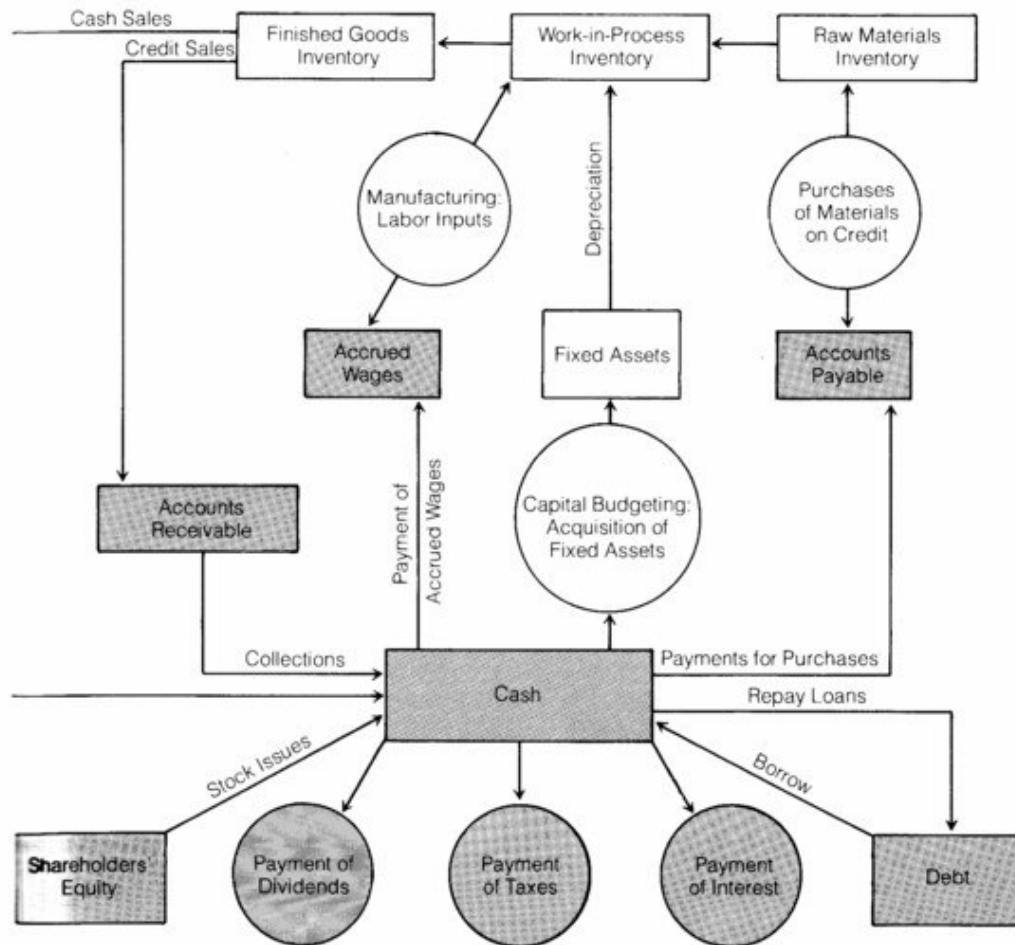 Cash Sales
Credit Sales
Finished Goods
Inventory
Work-in-Process
Inventory
Raw Materials
Inventory
Manufacturing:
Labor Inputs
Depreciation
Purchases
of Materials
on Credit
Accrued
Wages
Fixed Assets
Accounts
Payable
Accounts
Receivable
Payment of
Accrued Wages
Capital Budgeting:
Acquisition of
Fixed Assets
Collections
Cash
Payments for Purchases
Repay Loans
Stock Issues
Borrow
Shareholders'
Equity
Payment of
Dividends
Payment
of Taxes
Payment
of Interest
Debt